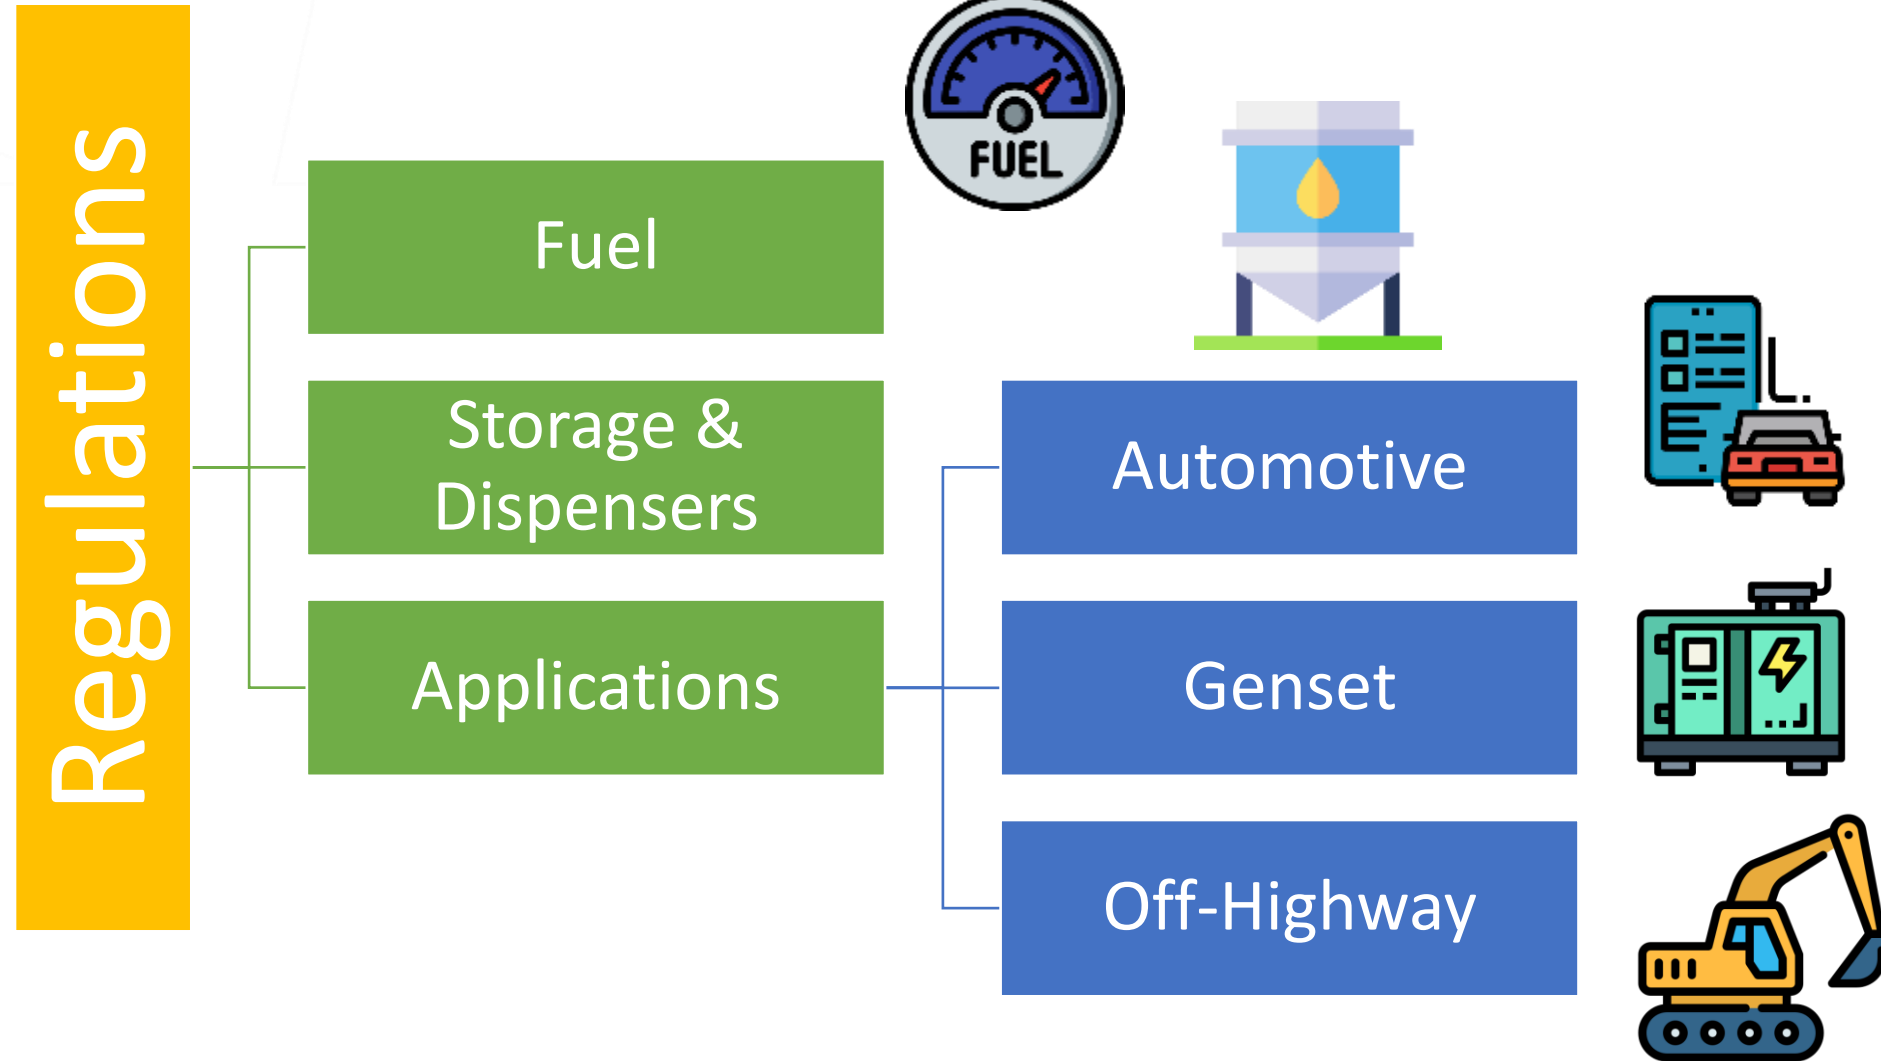 Regulations
FUEL
Fuel
Storage &
Dispensers
Applications
Automotive
Genset
Off-Highway